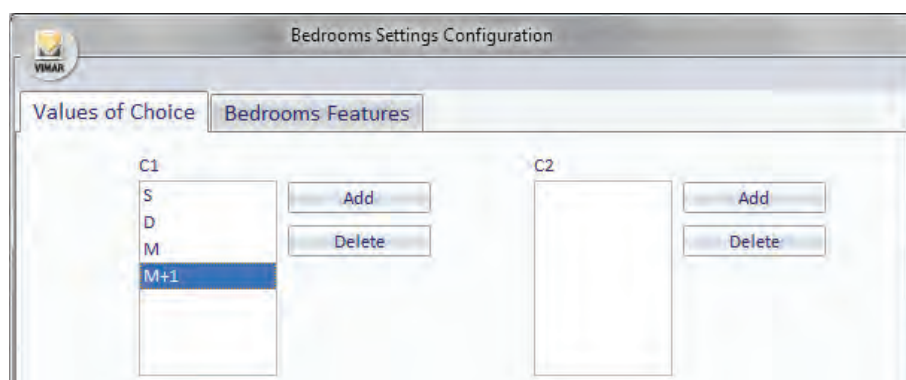 Bedrooms Settings Configuration
VIMAR
Values of Choice Bedrooms Features
C1 C2
S Add Add
D
M Delete Delete
M+1